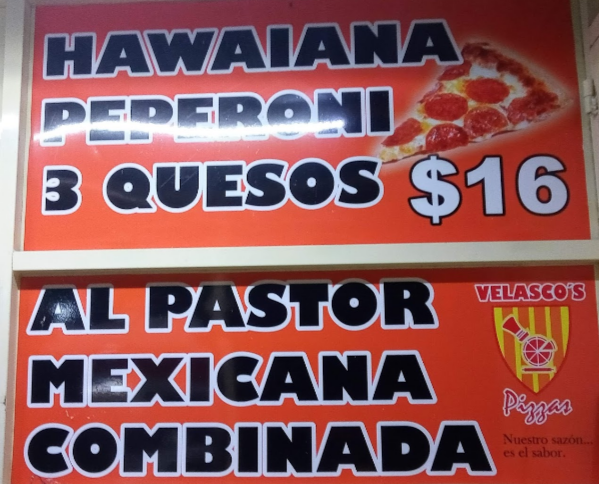 HAWAIANA
PEPERONI
3 QUESOS $16
AL PASTOR
MEXICANA
COMBINADA
VELASCO'S
Pizzas
Nuestro sazón...
es el sabor.